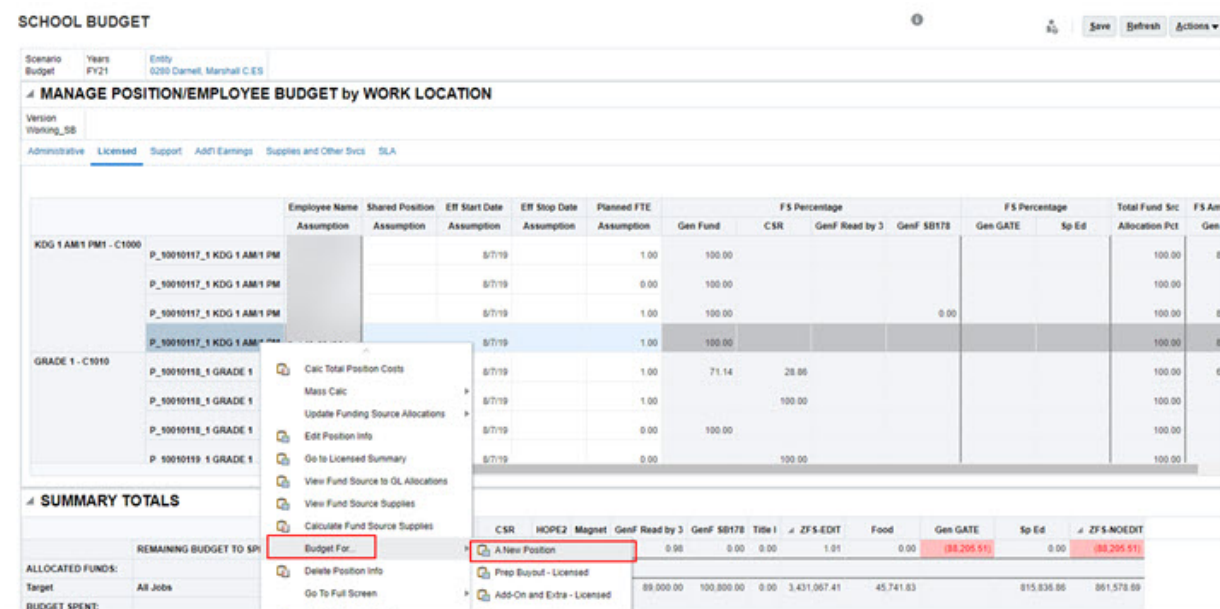 SCHOOL BUDGET
Save Refresh Actions
Scenario Years Entity
Budget FY21 0280 Darnell, Marshall C:ES
MANAGE POSITION/EMPLOYEE BUDGET by WORK LOCATION
Version
Working_SB
Administrative Licensed Support Add'l Earnings Supplies and Other Svcs SLA
Employee Name Shared Position Eff Start Date Eff Stop Date Planned FTE FS Percentage FS Percentage Total Fund Src FS Am
Assumption Assumption Assumption Assumption Assumption Gen Fund CSR GenF Read by 3 GenF SB178 Gen GATE Sp Ed Allocation Pct Gen
KDG 1 AM/1 PM1 - C1000
P_10010117_1 KDG 1 AM/1 PM 8/7/19 1.00 100.00 100.00
P_10010117_1 KDG 1 AM/1 PM 8/7/19 0.00 100.00 100.00
P_10010117_1 KDG 1 AM/1 PM 8/7/19 1.00 100.00 0.00 100.00
P_10010117_1 KDG 1 AM/1 PM 8/7/19 1.00 100.00 100.00
GRADE 1 - C1010
P_10010118_1 GRADE 1 8/7/19 1.00 71.14 28.86 100.00
P_10010118_1 GRADE 1 8/7/19 1.00 100.00 100.00
P_10010118_1 GRADE 1 8/7/19 0.00 100.00 100.00
P_10010119_1 GRADE 1 8/7/19 0.00 100.00 100.00
Calc Total Position Costs
Mass Calc
Update Funding Source Allocations
Edit Position Info
Go to Licensed Summary
View Fund Source to GL Allocations
View Fund Source Supplies
Calculate Fund Source Supplies
Budget For...
Delete Position Info
Go To Full Screen
A New Position
Prep Buyout - Licensed
Add-On and Extra - Licensed
SUMMARY TOTALS
CSR HOPE2 Magnet GenF Read by 3 GenF SB178 Title I ZFS-EDIT Food Gen GATE Sp Ed ZFS-NOEDIT
REMAINING BUDGET TO SP 0.98 0.00 0.00 1.01 0.00 (88,205.51) 0.00 (88,205.51)
ALLOCATED FUNDS:
Target All Jobs 89,000.00 100,800.00 0.00 3,431,067.41 45,741.83 815,836.86 861,578.69
BUDGET SPENT: